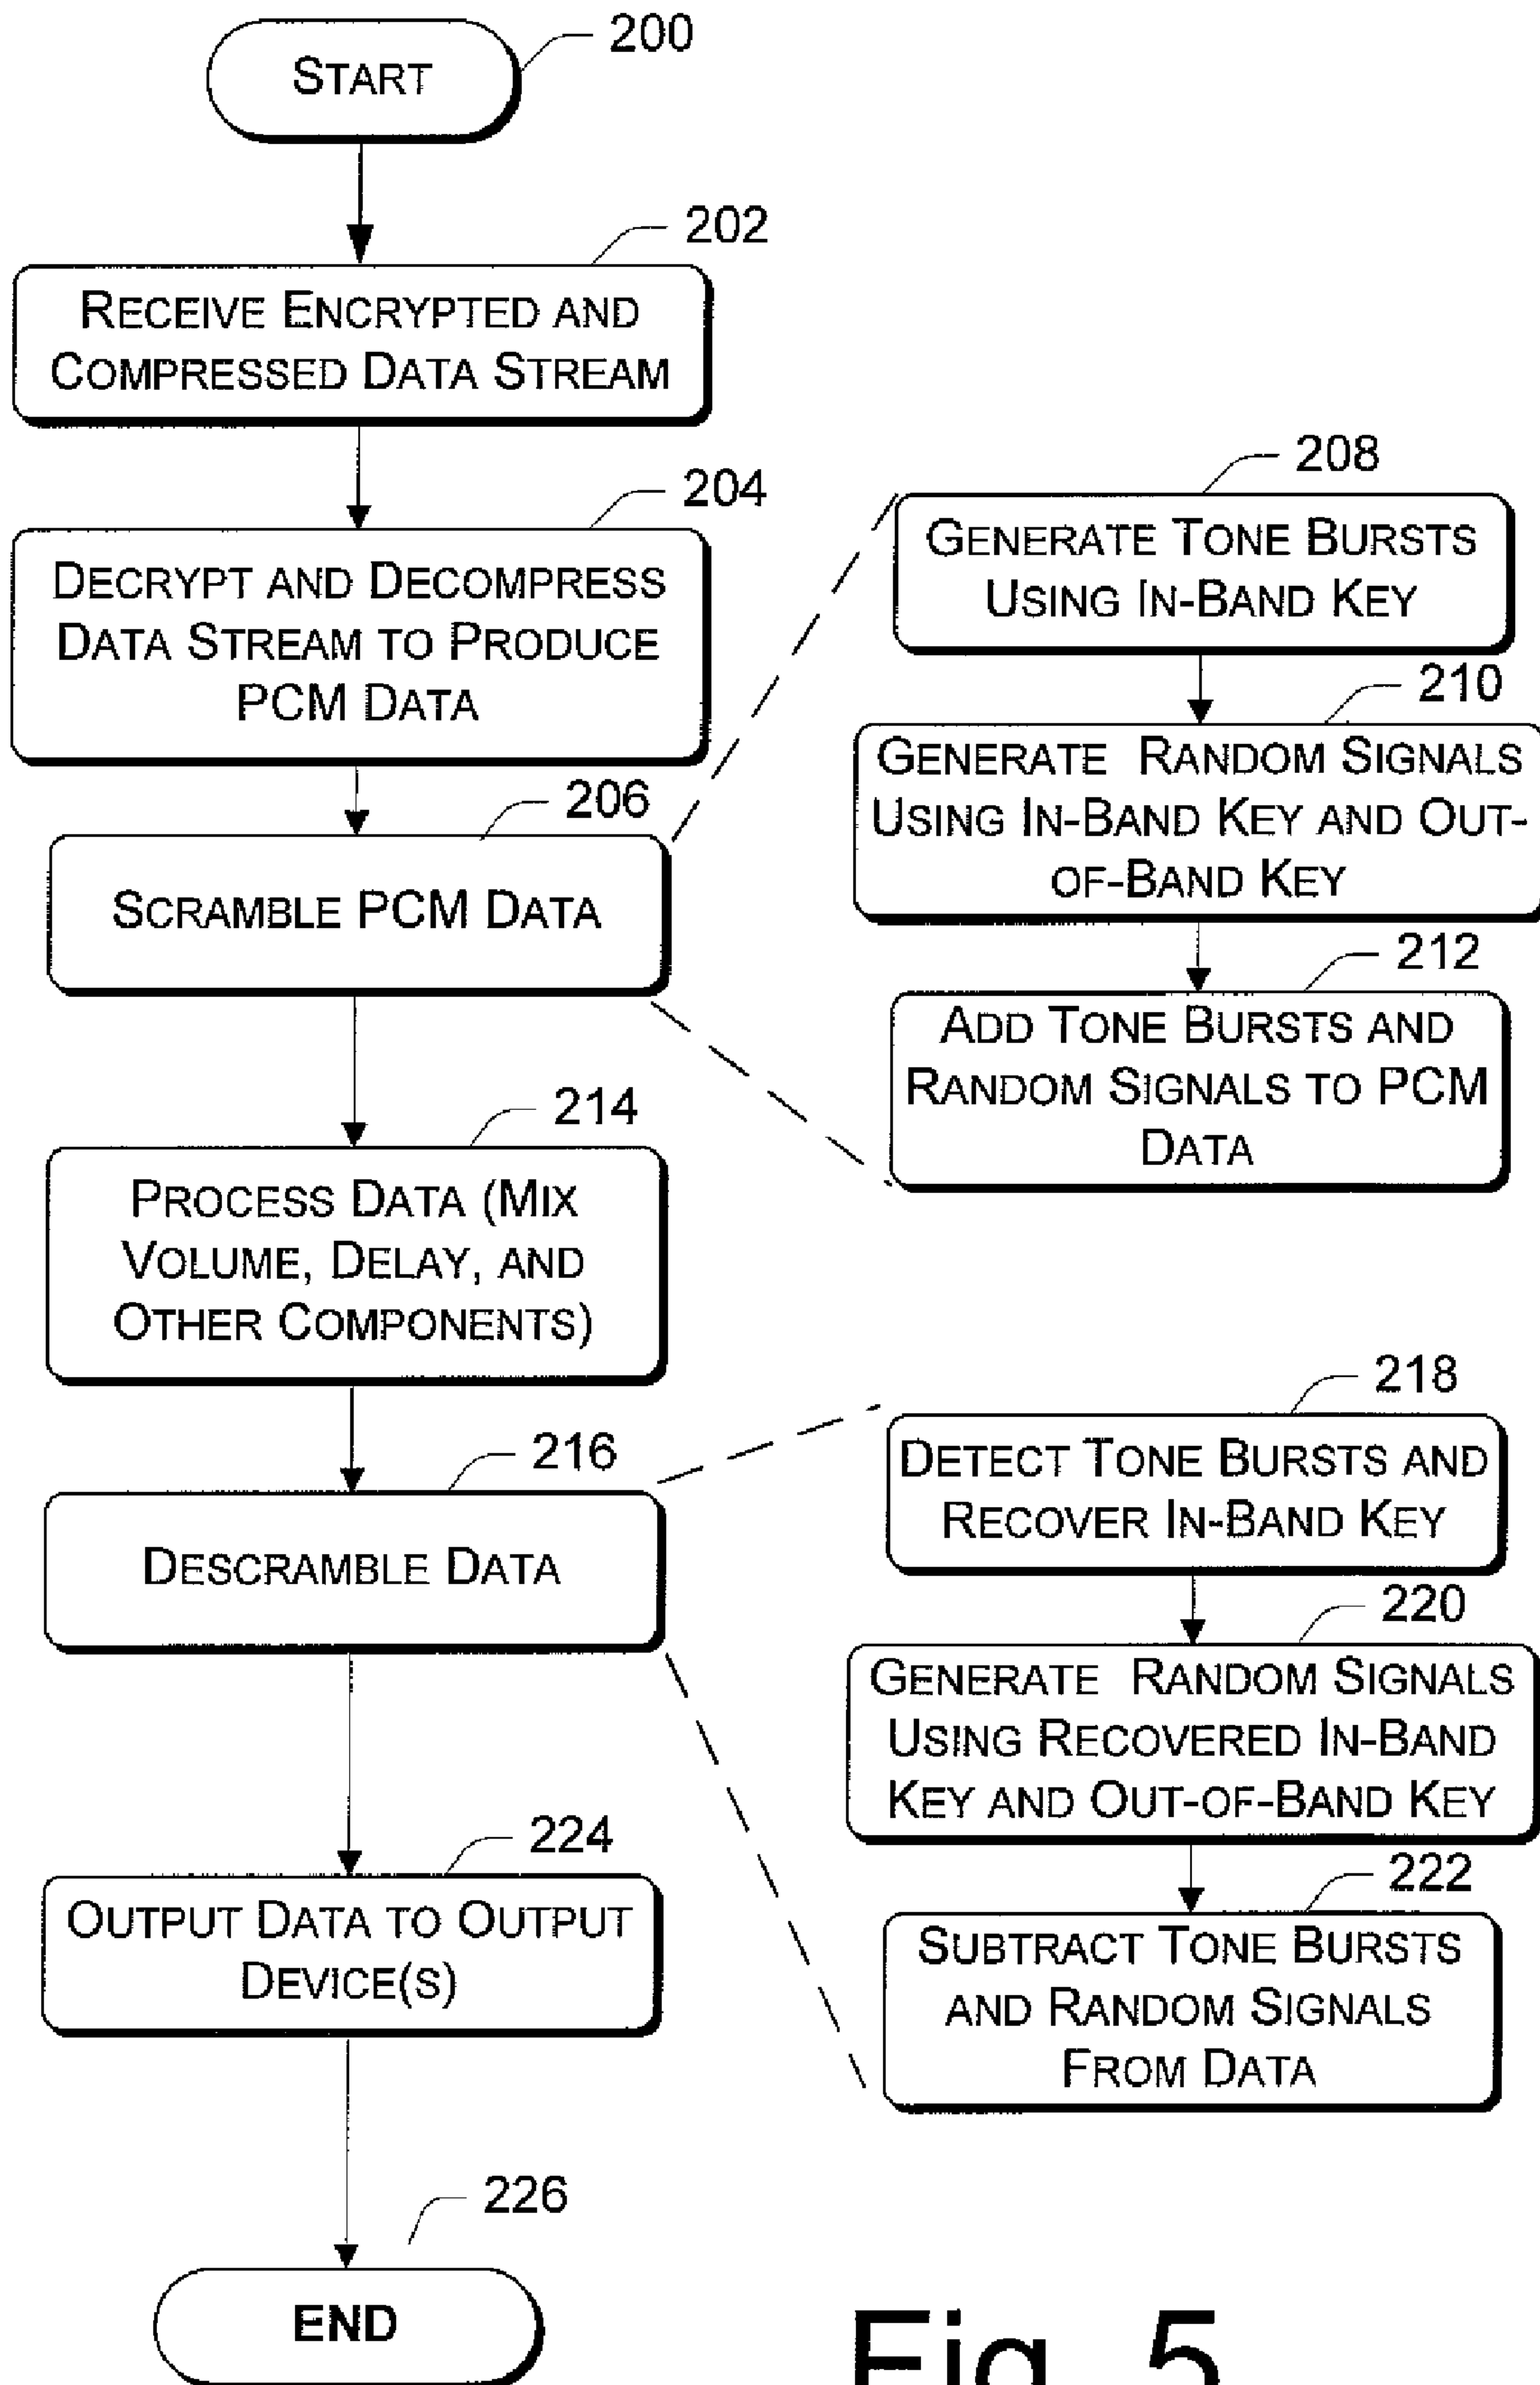 START
200
202
RECEIVE ENCRYPTED AND
COMPRESSED DATA STREAM
204
DECRYPT AND DECOMPRESS
DATA STREAM TO PRODUCE
PCM DATA
206
SCRAMBLE PCM DATA
208
GENERATE TONE BURSTS
USING IN-BAND KEY
210
GENERATE RANDOM SIGNALS
USING IN-BAND KEY AND OUT-
OF-BAND KEY
212
ADD TONE BURSTS AND
RANDOM SIGNALS TO PCM
DATA
214
PROCESS DATA (MIX
VOLUME, DELAY, AND
OTHER COMPONENTS)
216
DESCRAMBLE DATA
218
DETECT TONE BURSTS AND
RECOVER IN-BAND KEY
220
GENERATE RANDOM SIGNALS
USING RECOVERED IN-BAND
KEY AND OUT-OF-BAND KEY
222
SUBTRACT TONE BURSTS
AND RANDOM SIGNALS
FROM DATA
224
OUTPUT DATA TO OUTPUT
DEVICE(S)
226
END
Fig. 5